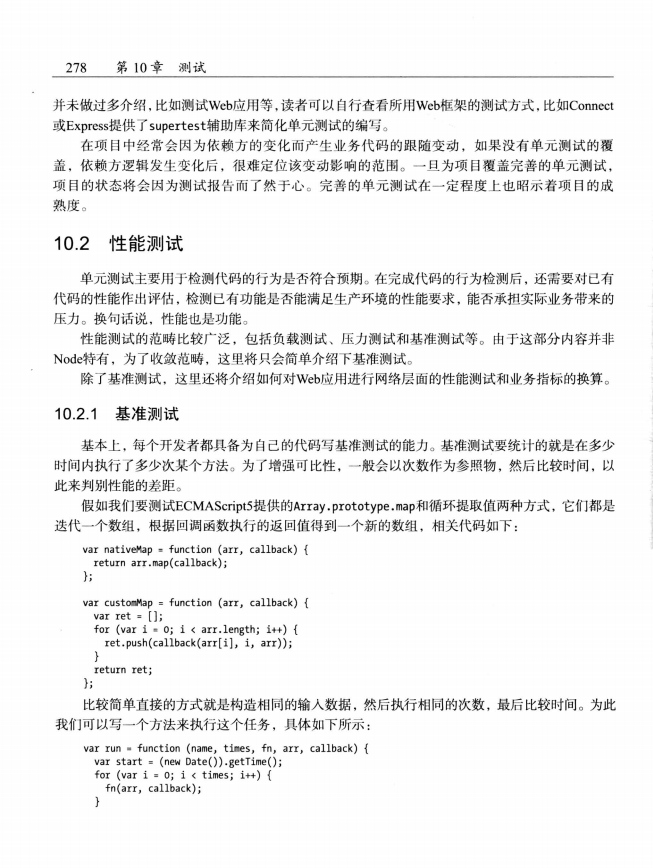 278 第10章 测试
并未做过多介绍，比如测试Web应用等，读者可以自行查看所用Web框架的测试方式，比如Connect
或Express提供了supertest辅助库来简化单元测试的编写。
在项目中经常会因为依赖方的变化而产生业务代码的跟随变动，如果没有单元测试的覆
盖，依赖方逻辑发生变化后，很难定位该变动影响的范围。一旦为项目覆盖完善的单元测试，
项目的状态将会因为测试报告而了然于心。完善的单元测试在一定程度上也昭示着项目的成
熟度。
10.2 性能测试
单元测试主要用于检测代码的行为是否符合预期。在完成代码的行为检测后，还需要对已有
代码的性能作出评估，检测已有功能是否能满足生产环境的性能要求，能否承担实际业务带来的
压力。换句话说，性能也是功能。
性能测试的范畴比较广泛，包括负载测试、压力测试和基准测试等。由于这部分内容并非
Node特有，为了收敛范畴，这里将只会简单介绍下基准测试。
除了基准测试，这里还将介绍如何对Web应用进行网络层面的性能测试和业务指标的换算。
10.2.1 基准测试
基本上，每个开发者都具备为自己的代码写基准测试的能力。基准测试要统计的就是在多少
时间内执行了多少次某个方法。为了增强可比性，一般会以次数作为参照物，然后比较时间，以
此来判别性能的差距。
假如我们要测试ECMAScript5提供的Array.prototype.map和循环提取值两种方式，它们都是
迭代一个数组，根据回调函数执行的返回值得到一个新的数组，相关代码如下：
var nativeMap = function (arr, callback) {
return arr.map(callback);
};
var customMap = function (arr, callback) {
var ret = [];
for (var i = 0; i < arr.length; i++) {
ret.push(callback(arr[i], i, arr));
}
return ret;
};
比较简单直接的方式就是构造相同的输入数据，然后执行相同的次数，最后比较时间。为此
我们可以写一个方法来执行这个任务，具体如下所示：
var run = function (name, times, fn, arr, callback) {
var start = (new Date()).getTime();
for (var i = 0; i < times; i++) {
fn(arr, callback);
}